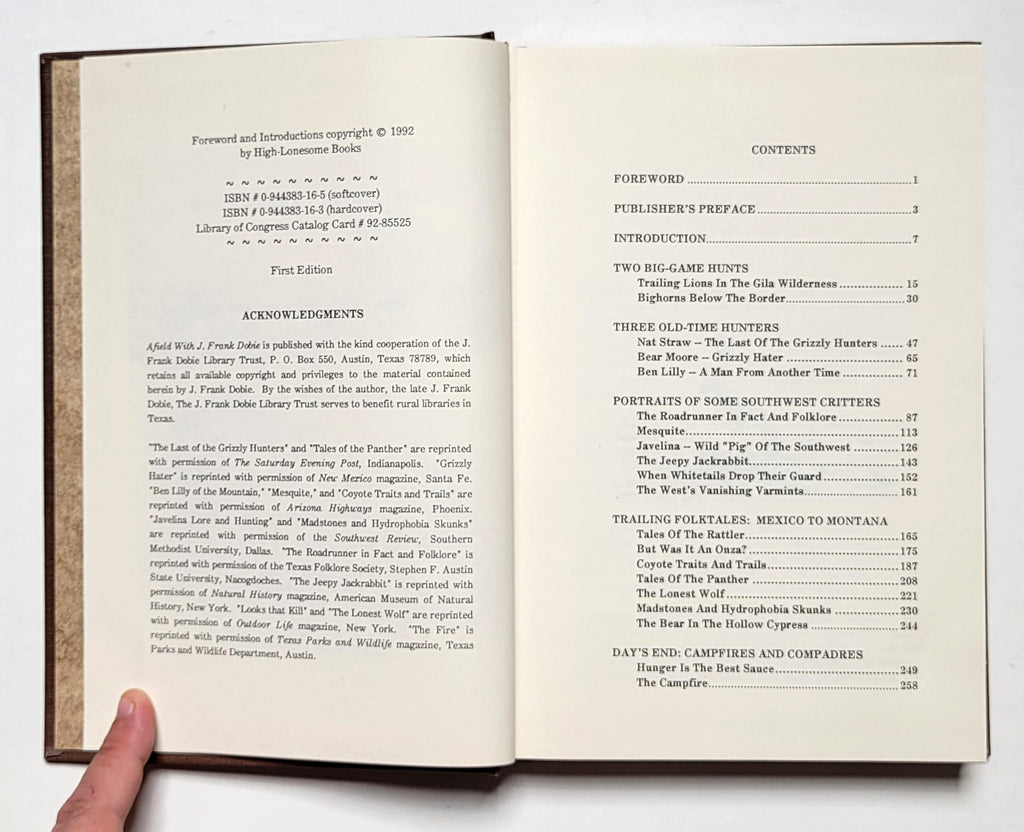 Foreword and Introductions copyright © 1992
by High-Lonesome Books
~ ~ ~ ~ ~ ~ ~ ~ ~ ~
ISBN # 0-944383-16-5 (softcover)
ISBN # 0-944383-16-3 (hardcover)
Library of Congress Catalog Card # 92-85525
~ ~ ~ ~ ~ ~ ~ ~ ~ ~
First Edition
ACKNOWLEDGMENTS
Afield With J. Frank Dobie is published with the kind cooperation of the J.
Frank Dobie Library Trust, P. O. Box 550, Austin, Texas 78789, which
retains all available copyright and privileges to the material contained
herein by J. Frank Dobie. By the wishes of the author, the late J. Frank
Dobie, The J. Frank Dobie Library Trust serves to benefit rural libraries in
Texas.
"The Last of the Grizzly Hunters" and "Tales of the Panther" are reprinted
with permission of The Saturday Evening Post, Indianapolis. "Grizzly
Hater" is reprinted with permission of New Mexico magazine, Santa Fe.
"Ben Lilly of the Mountain," "Mesquite," and "Coyote Traits and Trails" are
reprinted with permission of Arizona Highways magazine, Phoenix.
"Javelina Lore and Hunting" and "Madstones and Hydrophobia Skunks"
are reprinted with permission of the Southwest Review, Southern
Methodist University, Dallas. "The Roadrunner in Fact and Folklore" is
reprinted with permission of the Texas Folklore Society, Stephen F. Austin
State University, Nacogdoches. "The Jeepy Jackrabbit" is reprinted with
permission of Natural History magazine, American Museum of Natural
History, New York. "Looks that Kill" and "The Lonest Wolf" are reprinted
with permission of Outdoor Life magazine, New York. "The Fire" is
reprinted with permission of Texas Parks and Wildlife magazine, Texas
Parks and Wildlife Department, Austin.
CONTENTS
FOREWORD ........ 1
PUBLISHER'S PREFACE ........ 3
INTRODUCTION ........ 7
TWO BIG-GAME HUNTS
Trailing Lions In The Gila Wilderness ........ 15
Bighorns Below The Border ........ 30
THREE OLD-TIME HUNTERS
Nat Straw -- The Last Of The Grizzly Hunters ...... 47
Bear Moore -- Grizzly Hater ........ 65
Ben Lilly -- A Man From Another Time ........ 71
PORTRAITS OF SOME SOUTHWEST CRITTERS
The Roadrunner In Fact And Folklore ........ 87
Mesquite ........ 113
Javelina -- Wild "Pig" Of The Southwest ........ 126
The Jeepy Jackrabbit ........ 143
When Whitetails Drop Their Guard ........ 152
The West's Vanishing Varmints ........ 161
TRAILING FOLKTALES: MEXICO TO MONTANA
Tales Of The Rattler ........ 165
But Was It An Onza? ........ 175
Coyote Traits And Trails ........ 187
Tales Of The Panther ........ 208
The Lonest Wolf ........ 221
Madstones And Hydrophobia Skunks ........ 230
The Bear In The Hollow Cypress ........ 244
DAY'S END: CAMPFIRES AND COMPADRES
Hunger Is The Best Sauce ........ 249
The Campfire ........ 258